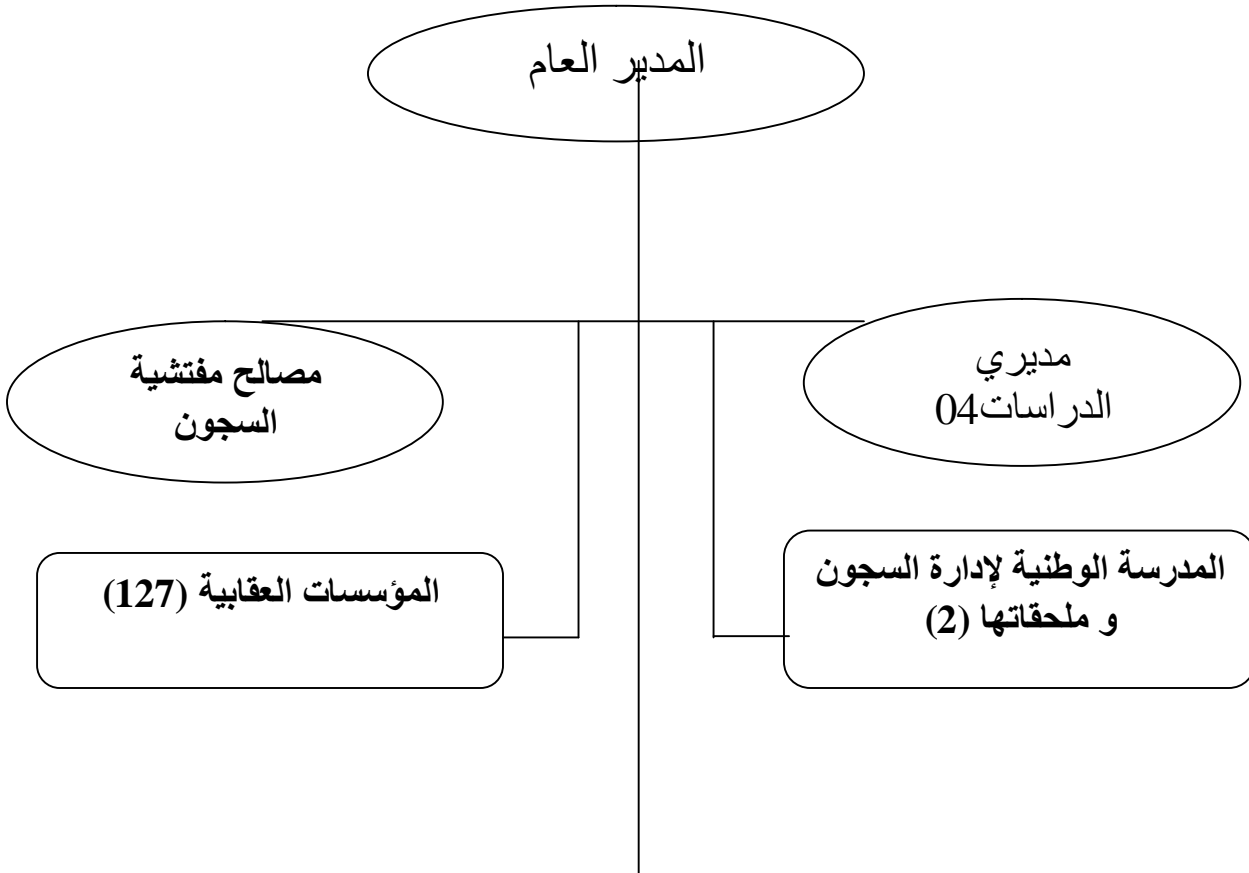 المدير العام
مديري
الدراسات04
مصالح مفتشية
السجون
المدرسة الوطنية لإدارة السجون
و ملحقاتها (2)
المؤسسات العقابية (127)